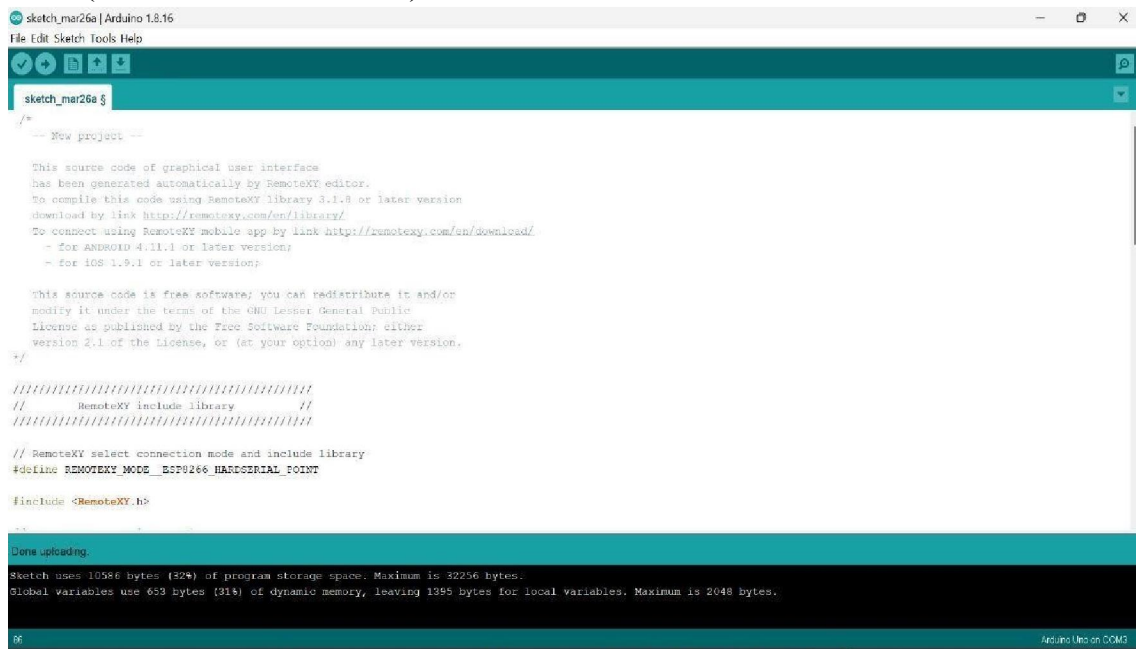 sketch_mar26a | Arduino 1.8.16
File Edit Sketch Tools Help
sketch_mar26a §
/*
-- New project --
This source code of graphical user interface
has been generated automatically by RemoteXY editor.
To compile this code using RemoteXY library 3.1.8 or later version
download by link http://remotexy.com/en/library/
To connect using RemoteXY mobile app by link http://remotexy.com/en/download/
- for ANDROID 4.11.1 or later version;
- for iOS 1.9.1 or later version;
This source code is free software; you can redistribute it and/or
modify it under the terms of the GNU Lesser General Public
License as published by the Free Software Foundation; either
version 2.1 of the License, or (at your option) any later version.
*/
//////////////////////////////////////////////
// RemoteXY include library //
//////////////////////////////////////////////
// RemoteXY select connection mode and include library
#define REMOTEXY_MODE__ESP8266_HARDSERIAL_POINT
#include <RemoteXY.h>
Done uploading.
Sketch uses 10586 bytes (32%) of program storage space. Maximum is 32256 bytes.
Global variables use 653 bytes (31%) of dynamic memory, leaving 1395 bytes for local variables. Maximum is 2048 bytes.
86
Arduino Uno on COM3